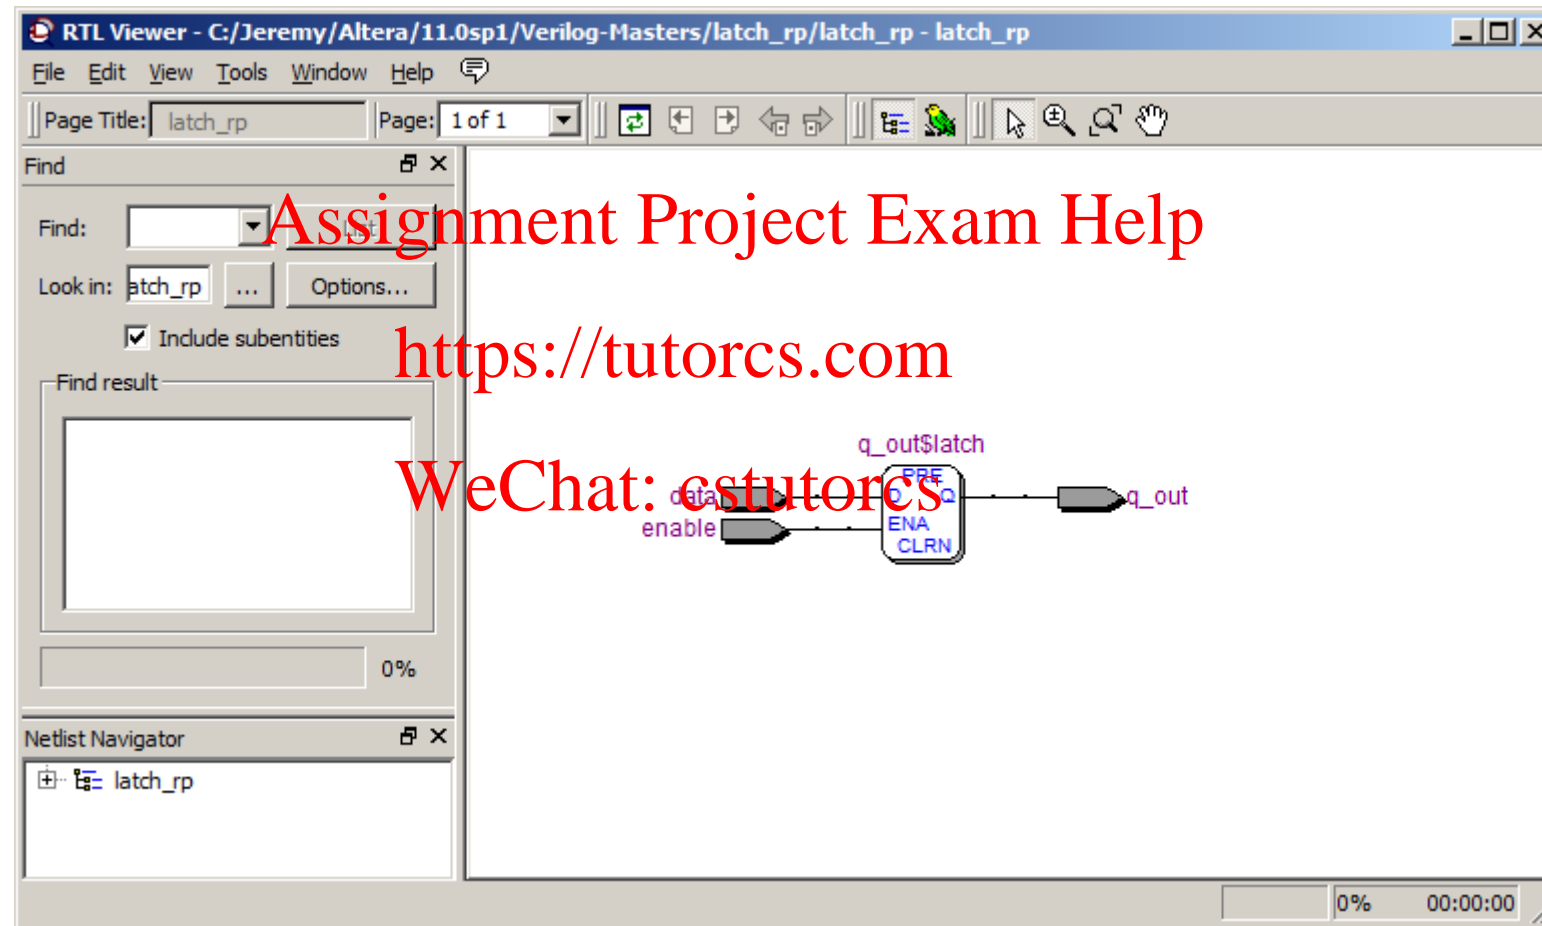 RTL Viewer - C:/Jeremy/Altera/11.0sp1/Verilog-Masters/latch_rp/latch_rp - latch_rp
File Edit View Tools Window Help
Page Title: latch_rp Page: 1 of 1
Find
Find: List
Assignment Project Exam Help
Look in: atch_rp ... Options...
Include subentities
https://tutorcs.com
Find result
q_out$latch
WeChat: cstutorcs
PRE
data D Q q_out
enable ENA
CLRN
0%
Netlist Navigator
latch_rp
0% 00:00:00